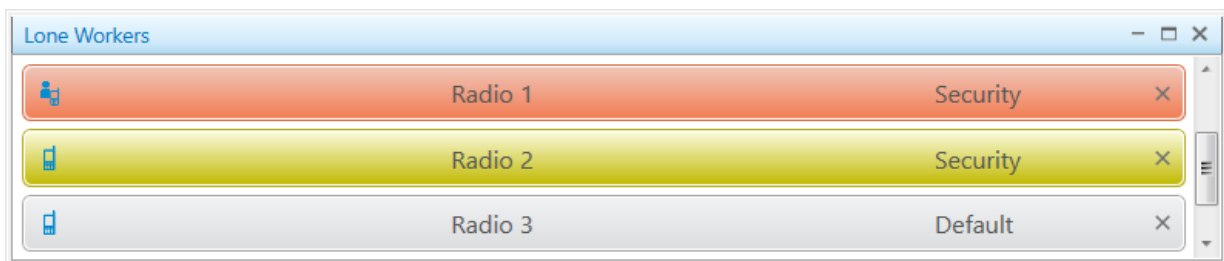 Lone Workers
Radio 1 Security
Radio 2 Security
Radio 3 Default